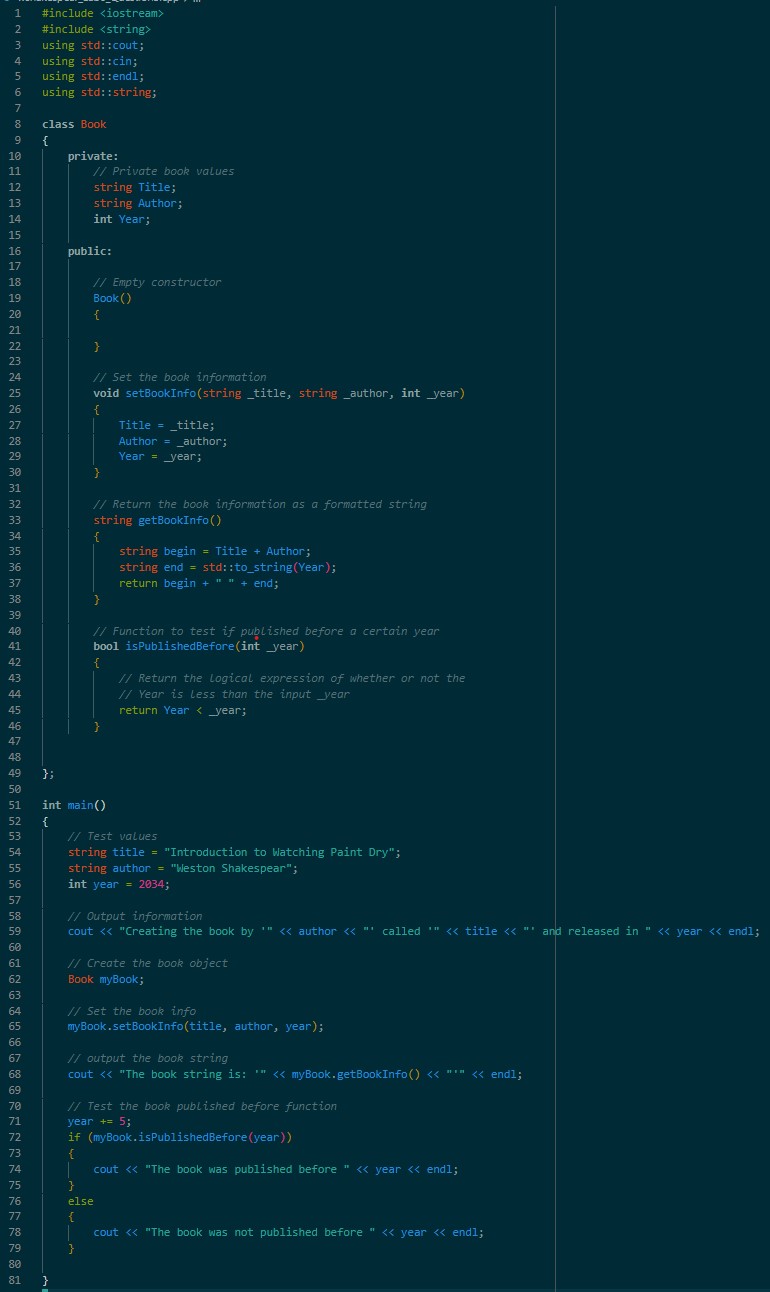 1 #include <iostream>
2 #include <string>
3 using std::cout;
4 using std::cin;
5 using std::endl;
6 using std::string;
7
8 class Book
9 {
10 private:
11 // Private book values
12 string Title;
13 string Author;
14 int Year;
15
16 public:
17
18 // Empty constructor
19 Book()
20 {
21
22 }
23
24 // Set the book information
25 void setBookInfo(string _title, string _author, int _year)
26 {
27 Title = _title;
28 Author = _author;
29 Year = _year;
30 }
31
32 // Return the book information as a formatted string
33 string getBookInfo()
34 {
35 string begin = Title + Author;
36 string end = std::to_string(Year);
37 return begin + " " + end;
38 }
39
40 // Function to test if published before a certain year
41 bool isPublishedBefore(int _year)
42 {
43 // Return the logical expression of whether or not the
44 // Year is less than the input _year
45 return Year < _year;
46 }
47
48
49 };
50
51 int main()
52 {
53 // Test values
54 string title = "Introduction to Watching Paint Dry";
55 string author = "Weston Shakespear";
56 int year = 2034;
57
58 // Output information
59 cout << "Creating the book by '" << author << "' called '" << title << "' and released in " << year << endl;
60
61 // Create the book object
62 Book myBook;
63
64 // Set the book info
65 myBook.setBookInfo(title, author, year);
66
67 // output the book string
68 cout << "The book string is: '" << myBook.getBookInfo() << "'" << endl;
69
70 // Test the book published before function
71 year += 5;
72 if (myBook.isPublishedBefore(year))
73 {
74 cout << "The book was published before " << year << endl;
75 }
76 else
77 {
78 cout << "The book was not published before " << year << endl;
79 }
80
81 }